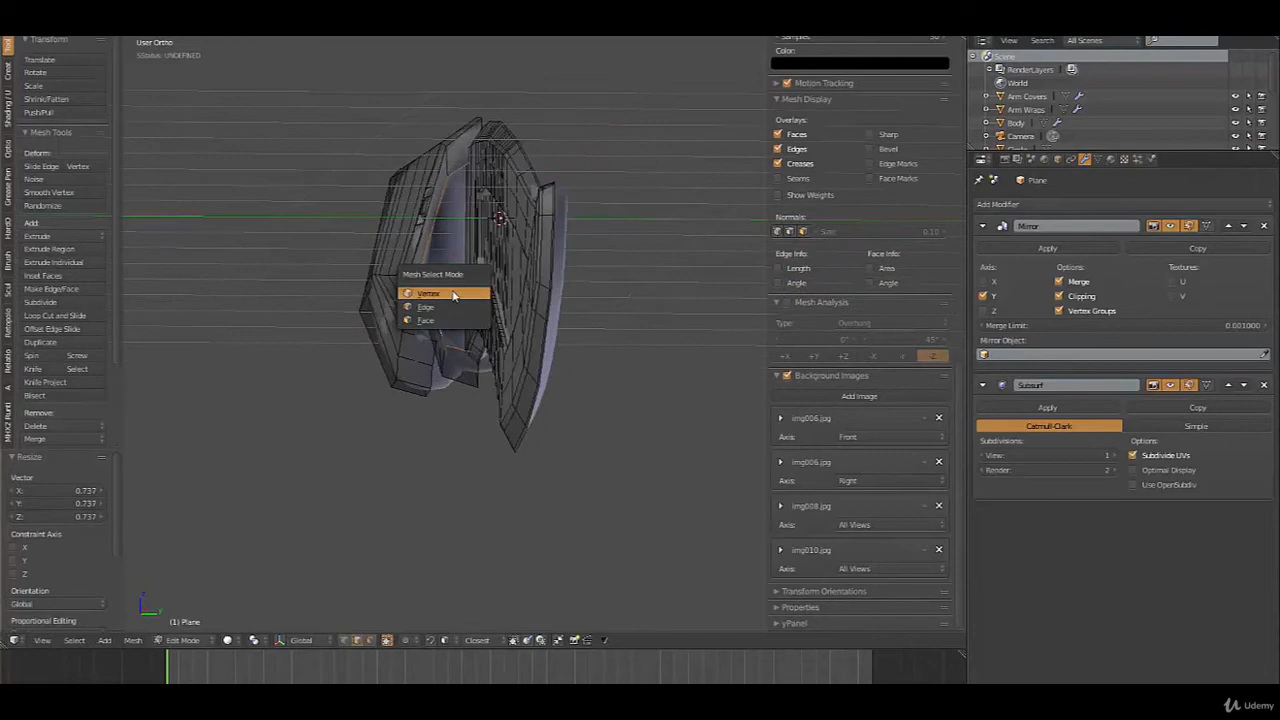 Transform
Translate
Rotate
Scale
Shrink/Fatten
Push/Pull
Mesh Tools
Deform:
Slide Edge Vertex
Noise
Smooth Vertex
Randomize
Add:
Extrude
Extrude Region
Extrude Individual
Inset Faces
Make Edge/Face
Subdivide
Loop Cut and Slide
Offset Edge Slide
Duplicate
Spin Screw
Knife Select
Knife Project
Bisect
Remove:
Delete
Merge
Resize
Vector
X: 0.737
Y: 0.737
Z: 0.737
Constraint Axis
X
Y
Z
Orientation
Global
Proportional Editing
User Ortho
SStatus: UNDEFINED
Mesh Select Mode
Vertex
Edge
Face
(1) Plane
View Select Add Mesh Edit Mode Global Closest
Color:
Motion Tracking
Mesh Display
Overlays:
Faces Sharp
Edges Bevel
Creases Edge Marks
Seams Face Marks
Show Weights
Normals:
Size: 0.10
Edge Info: Face Info:
Length Area
Angle Angle
Mesh Analysis
Type: Overhang
0° 45°
+X +Y +Z -X -Y -Z
Background Images
Add Image
img006.jpg
Axis: Front
img006.jpg
Axis: Right
img008.jpg
Axis: All Views
img010.jpg
Axis: All Views
Transform Orientations
Properties
yPanel
View Search All Scenes
Scene
RenderLayers
World
Arm Covers
Arm Wraps
Body
Camera
Plane
Add Modifier
Mirror
Apply Copy
Axis: Options: Textures:
X Merge U
Y Clipping V
Z Vertex Groups
Merge Limit: 0.001000
Mirror Object:
Subsurf
Apply Copy
Catmull-Clark Simple
Subdivisions: Options:
View: 1 Subdivide UVs
Render: 2 Optimal Display
Use OpenSubdiv
Udemy